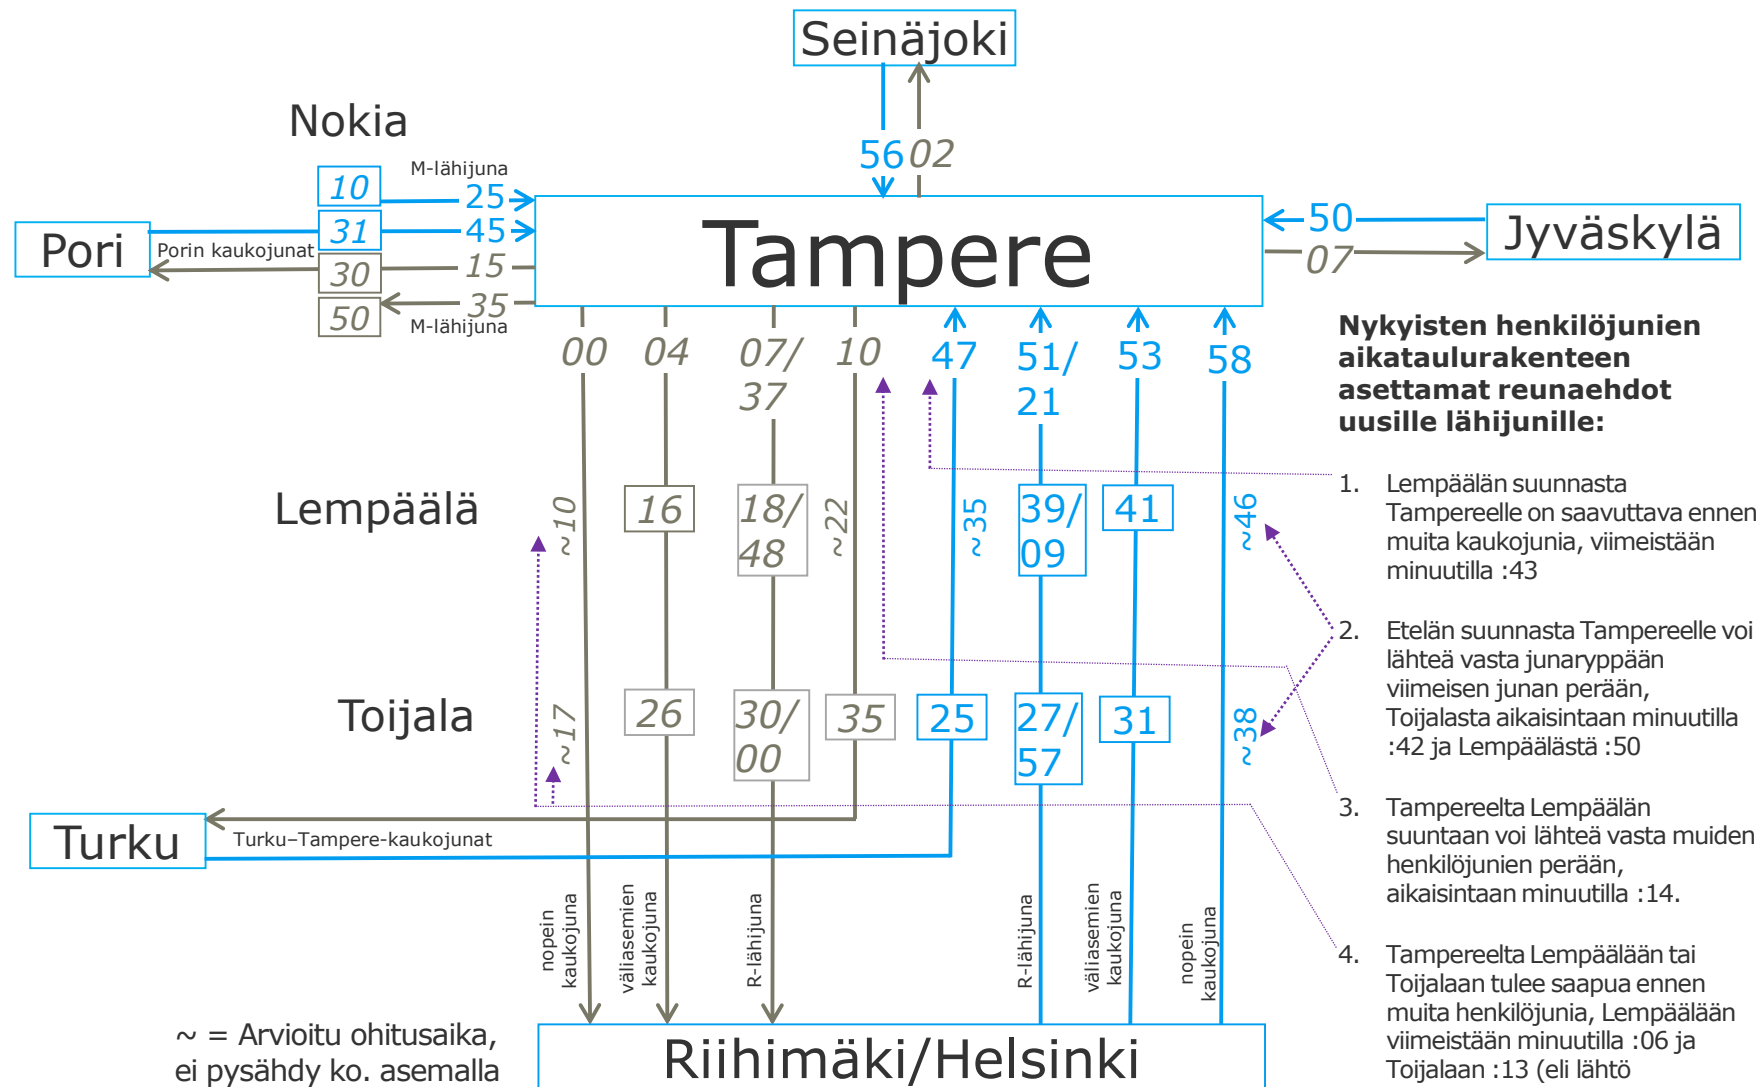 Seinäjoki
56 02
Nokia
M-lähijuna
10 25
31 45
30 15
50 35
Pori
Porin kaukojunat
M-lähijuna
Tampere
50
07
Jyväskylä
00 04 07/ 10 47 51/ 53 58
37 21
Lempäälä
~10 16 18/ ~22 ~35 39/ 41 ~46
48 09
Toijala
~17 26 30/ 35 25 27/ 31 ~38
00 57
Turku
Turku–Tampere-kaukojunat
nopein
kaukojuna
väliasemien
kaukojuna
R-lähijuna
R-lähijuna
väliasemien
kaukojuna
nopein
kaukojuna
Riihimäki/Helsinki
~ = Arvioitu ohitusaika,
ei pysähdy ko. asemalla
Nykyisten henkilöjunien
aikataulurakenteen
asettamat reunaehdot
uusille lähijunille:
1. Lempäälän suunnasta
Tampereelle on saavuttava ennen
muita kaukojunia, viimeistään
minuutilla :43
2. Etelän suunnasta Tampereelle voi
lähteä vasta junaryppään
viimeisen junan perään,
Toijalasta aikaisintaan minuutilla
:42 ja Lempäälästä :50
3. Tampereelta Lempäälän
suuntaan voi lähteä vasta muiden
henkilöjunien perään,
aikaisintaan minuutilla :14.
4. Tampereelta Lempäälään tai
Toijalaan tulee saapua ennen
muita henkilöjunia, Lempäälään
viimeistään minuutilla :06 ja
Toijalaan :13 (eli lähtö